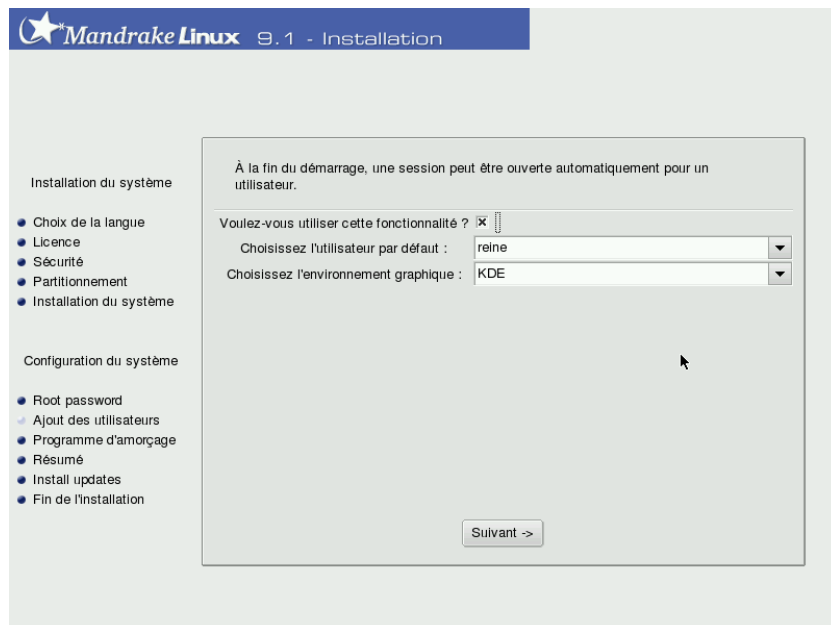 Mandrake Linux 9.1 - Installation
Installation du système
Choix de la langue
Licence
Sécurité
Partitionnement
Installation du système
Configuration du système
Root password
Ajout des utilisateurs
Programme d'amorçage
Résumé
Install updates
Fin de l'installation
À la fin du démarrage, une session peut être ouverte automatiquement pour un
utilisateur.
Voulez-vous utiliser cette fonctionnalité ?
Choisissez l'utilisateur par défaut : reine
Choisissez l'environnement graphique : KDE
Suivant ->